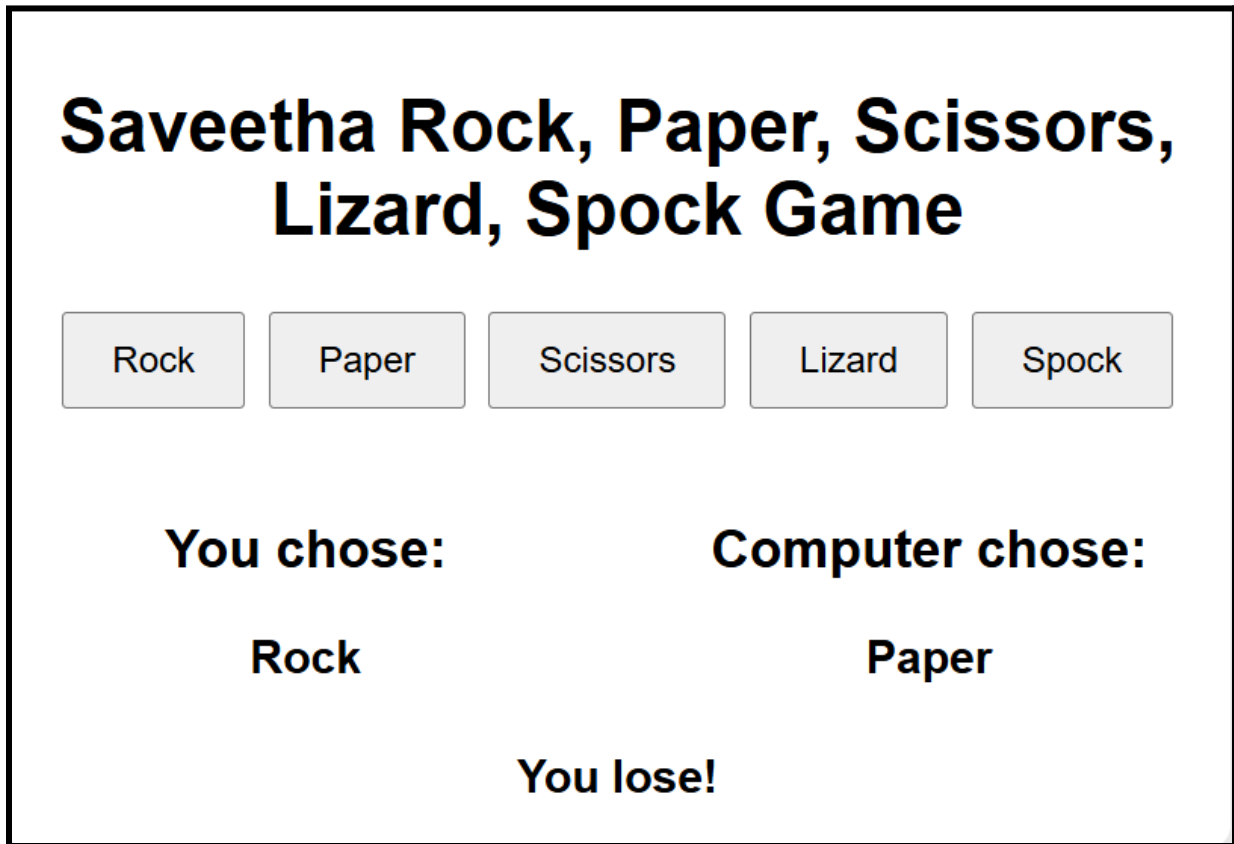 Saveetha Rock, Paper, Scissors,
Lizard, Spock Game
Rock Paper Scissors Lizard Spock
You chose: Computer chose:
Rock Paper
You lose!